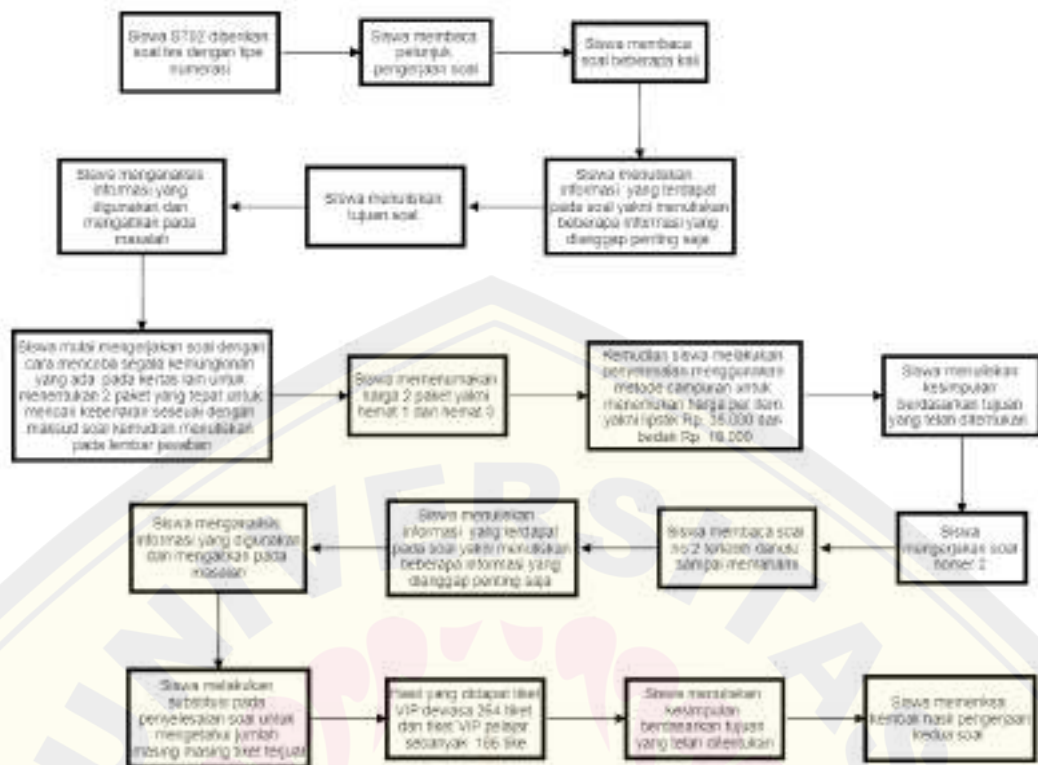 Siswa ST02 diberikan
soal tes dengan tipe
numerasi
Siswa membaca
petunjuk
pengerjaan soal
Siswa membaca
soal beberapa kali
Siswa menuliskan
informasi yang terdapat
pada soal yakni menuliskan
beberapa informasi yang
dianggap penting saja
Siswa menuliskan
tujuan soal
Siswa menganalisis
informasi yang
digunakan dan
mengaitkan pada
masalah
Siswa mulai mengerjakan soal dengan
cara mencoba segala kemungkinan
yang ada pada kertas lain untuk
menentukan 2 paket yang tepat untuk
mencari kebenaran sesuai dengan
maksud soal kemudian menuliskan
pada lembar jawaban
Siswa
harga 2 paket yakni
hemat 1 dan hemat 3
Kemudian siswa melakukan
penyelesaian menggunakan
metode campuran untuk
menemukan harga per item
yakni lipstik Rp. 35.000 dan
bedak Rp.
Siswa menuliskan
kesimpulan
berdasarkan tujuan
yang telah ditemukan
Siswa
mengerjakan soal
nomer 2
Siswa membaca soal
no 2 terlebih dahulu
sampai memahami
Siswa menuliskan
informasi yang terdapat
pada soal yakni menuliskan
beberapa informasi yang
dianggap penting saja
Siswa menganalisis
informasi yang digunakan
dan mengaitkan pada
masalah
Siswa melakukan
substitusi pada
penyelesaian soal untuk
mengetahui jumlah
masing masing tiket terjual
Hasil yang didapat tiket
VIP dewasa 264 tiket
dan tiket VIP pelajar
sebanyak 166 tike
Siswa menuliskan
kesimpulan
berdasarkan tujuan
yang telah ditentukan
Siswa memeriksa
kembali hasil pengerjaan
kedua soal
UNIVERSITAS